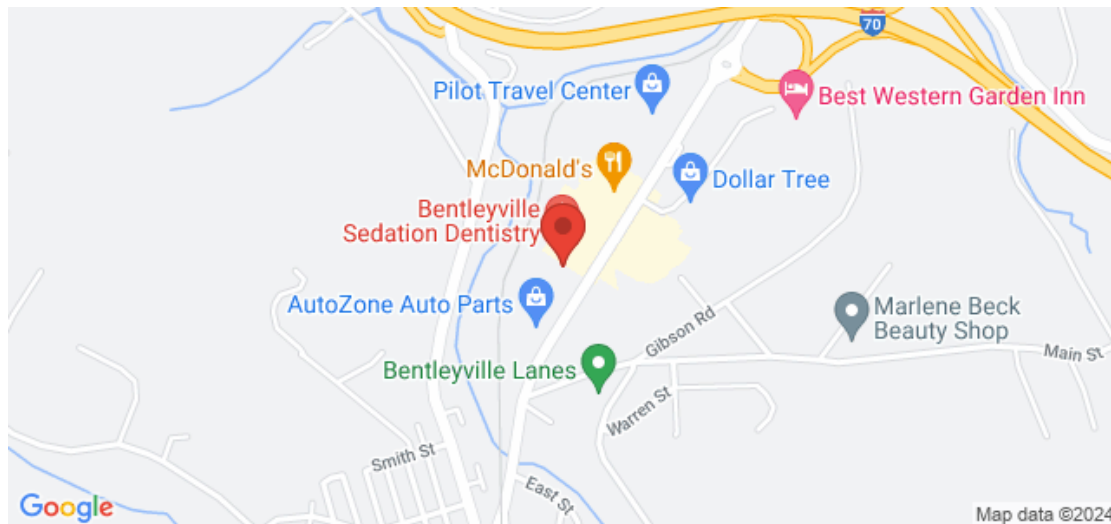 70
Pilot Travel Center
Best Western Garden Inn
McDonald's
Dollar Tree
Bentleyville
Sedation Dentistry
AutoZone Auto Parts
Marlene Beck
Beauty Shop
Gibson Rd
Main St
Bentleyville Lanes
Warren St
Smith St
East St
Google
Map data ©2024